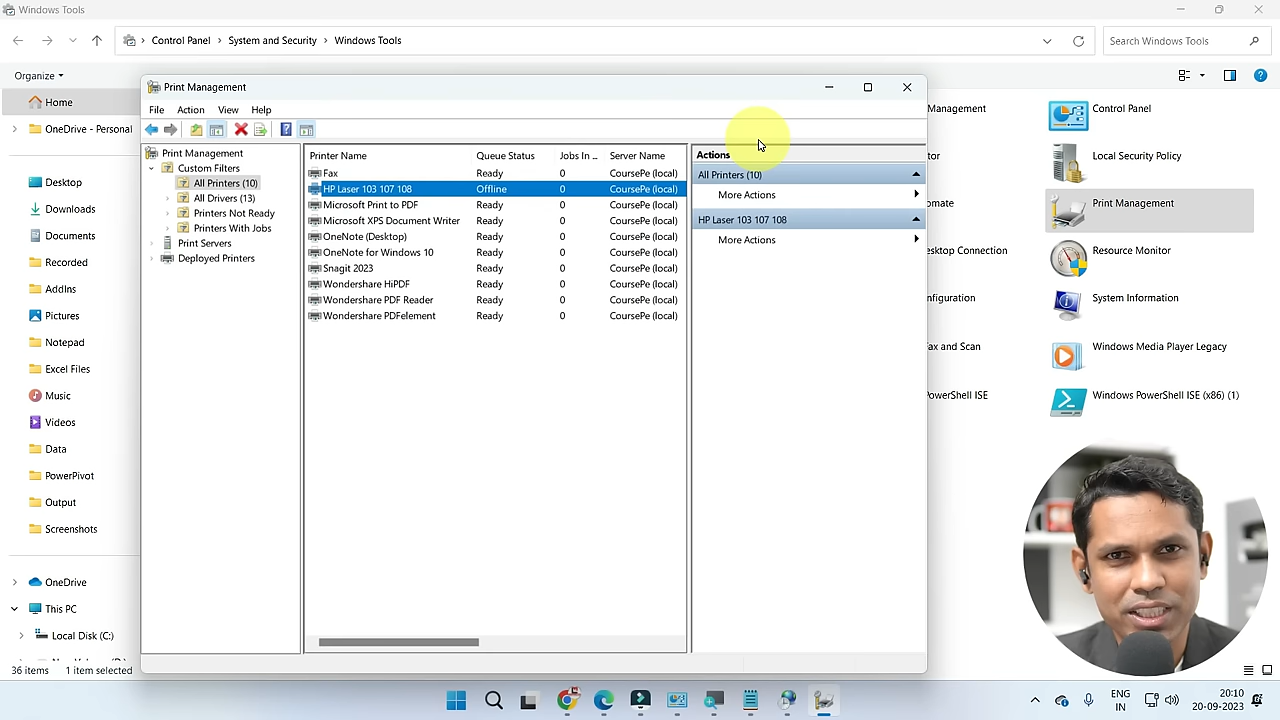 Windows Tools
Control Panel > System and Security > Windows Tools
Search Windows Tools
Organize
Home
OneDrive - Personal
Desktop
Downloads
Documents
Recorded
AddIns
Pictures
Notepad
Excel Files
Music
Videos
Data
PowerPivot
Output
Screenshots
OneDrive
This PC
Local Disk (C:)
36 items 1 item selected
Print Management
File Action View Help
Print Management
Custom Filters
All Printers (10)
All Drivers (13)
Printers Not Ready
Printers With Jobs
Print Servers
Deployed Printers
Printer Name Queue Status Jobs In ... Server Name
Fax Ready 0 CoursePe (local)
HP Laser 103 107 108 Offline 0 CoursePe (local)
Microsoft Print to PDF Ready 0 CoursePe (local)
Microsoft XPS Document Writer Ready 0 CoursePe (local)
OneNote (Desktop) Ready 0 CoursePe (local)
OneNote for Windows 10 Ready 0 CoursePe (local)
Snagit 2023 Ready 0 CoursePe (local)
Wondershare HiPDF Ready 0 CoursePe (local)
Wondershare PDF Reader Ready 0 CoursePe (local)
Wondershare PDFelement Ready 0 CoursePe (local)
Actions
All Printers (10)
More Actions
HP Laser 103 107 108
More Actions
Management Control Panel
tor Local Security Policy
omate Print Management
esktop Connection Resource Monitor
nfiguration System Information
ax and Scan Windows Media Player Legacy
owerShell ISE Windows PowerShell ISE (x86) (1)
ENG
IN
20:10
20-09-2023